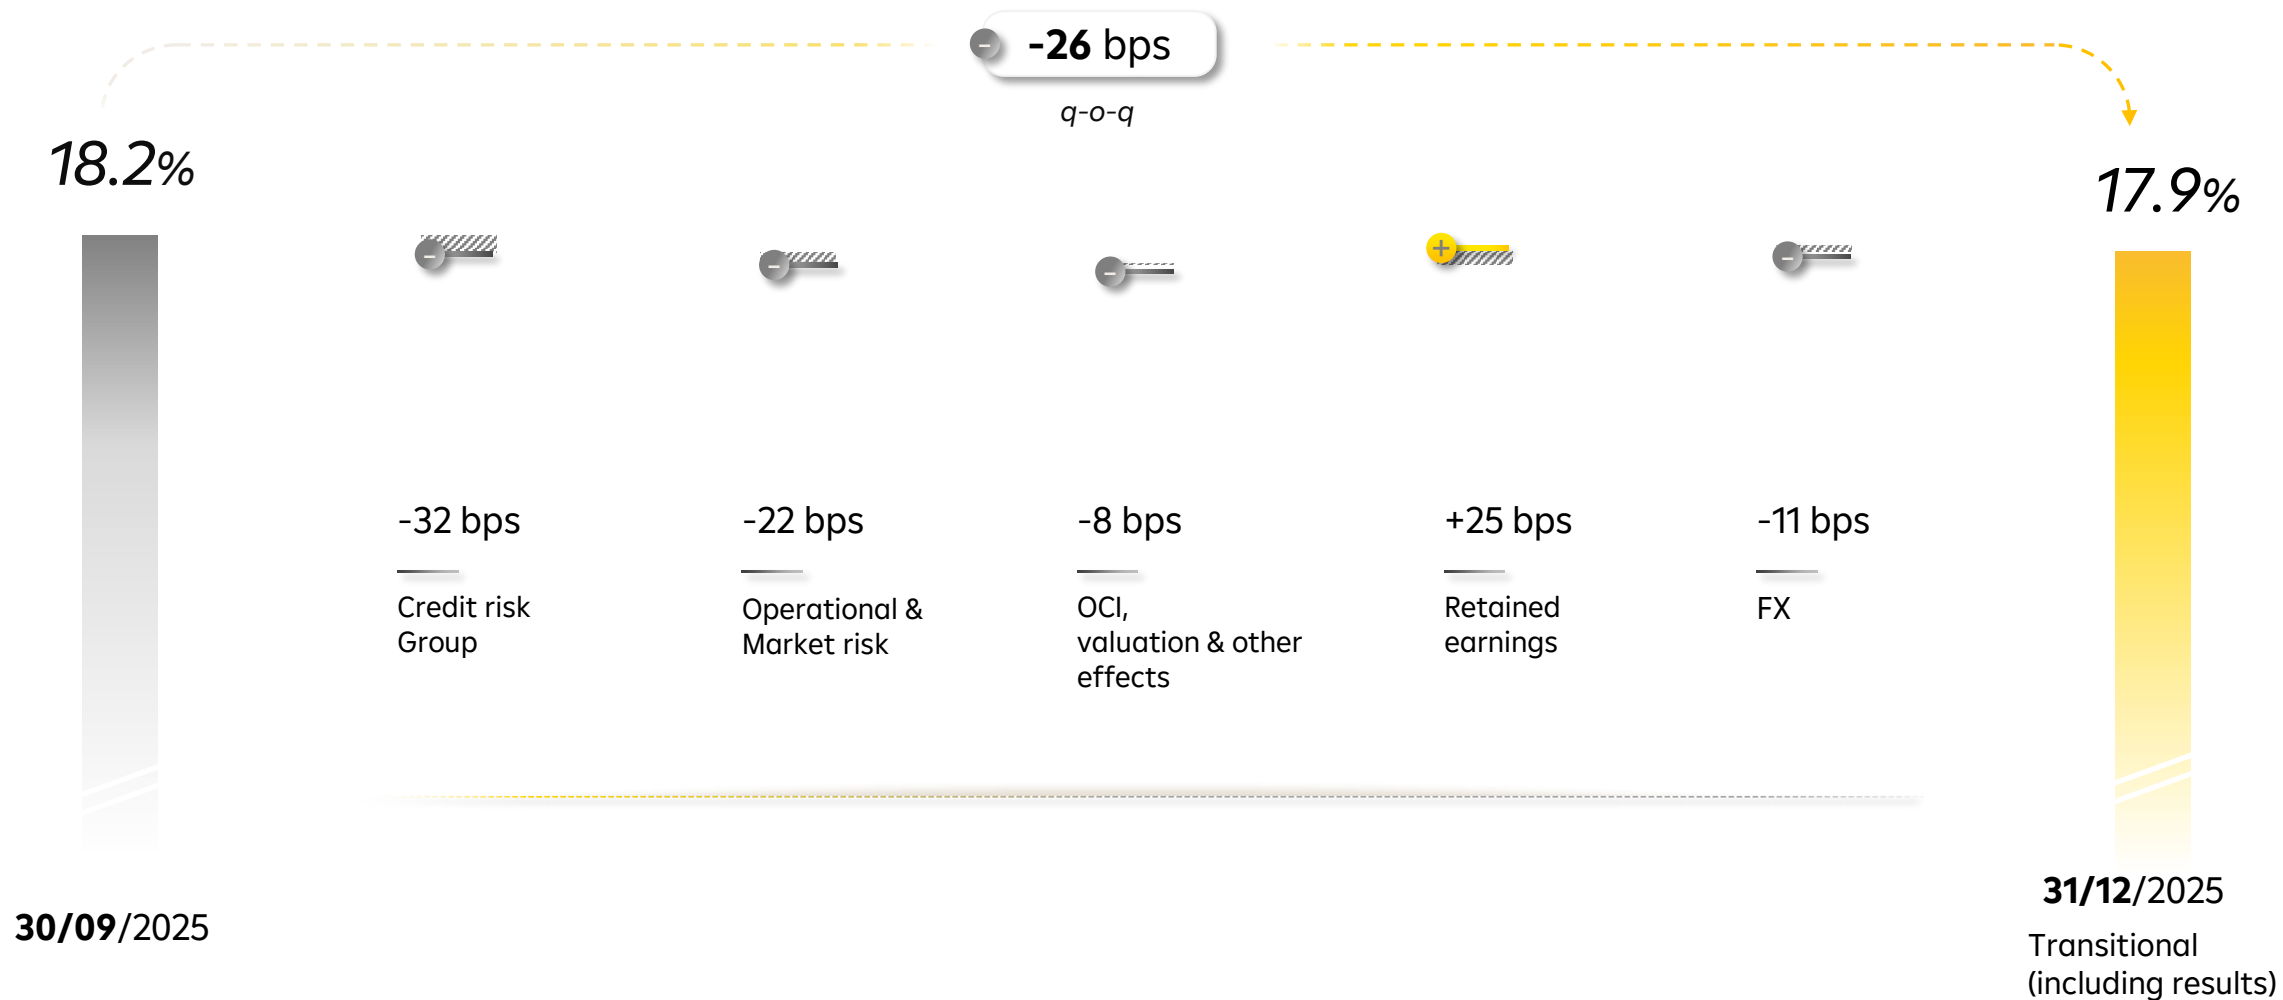 -26 bps
q-o-q
18.2%
17.9%
-32 bps
-22 bps
-8 bps
+25 bps
-11 bps
Credit risk
Group
Operational &
Market risk
OCI,
valuation & other
effects
Retained
earnings
FX
30/09/2025
31/12/2025
Transitional
(including results)